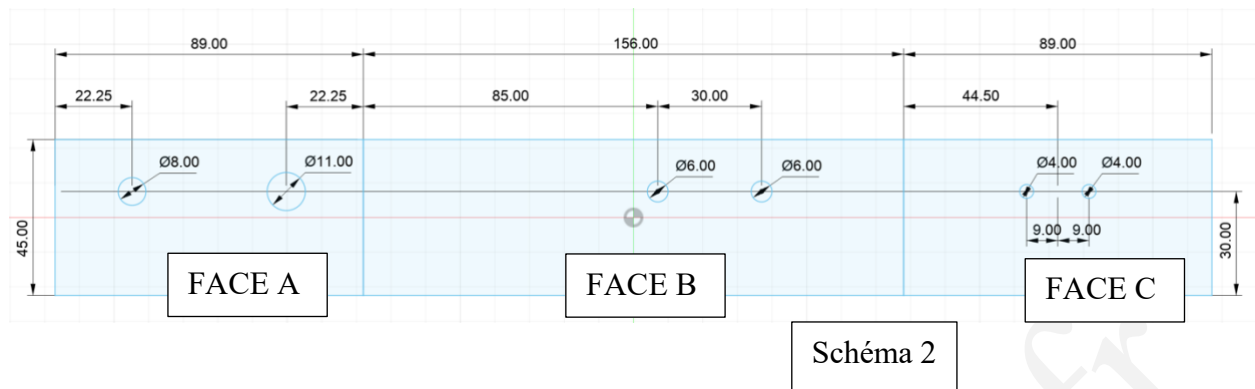 89.00 156.00 89.00
22.25 22.25 85.00 30.00 44.50
Ø8.00 Ø11.00 Ø6.00 Ø6.00 Ø4.00 Ø4.00
45.00 9.00 9.00 30.00
FACE A FACE B FACE C
Schéma 2